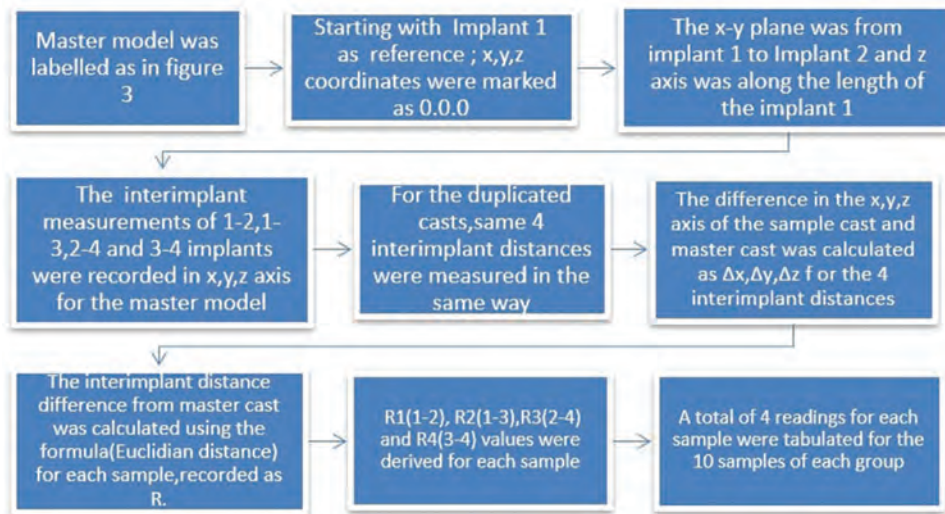 Master model was
labelled as in figure
3
Starting with Implant 1
as reference ; x,y,z
coordinates were marked
as 0.0.0
The x-y plane was from
implant 1 to Implant 2 and z
axis was along the length of
the implant 1
The interimplant
measurements of 1-2,1-
3,2-4 and 3-4 implants
were recorded in x,y,z axis
for the master model
For the duplicated
casts,same 4
interimplant distances
were measured in the
same way
The difference in the x,y,z
axis of the sample cast and
master cast was calculated
as Δx,Δy,Δz f or the 4
interimplant distances
The interimplant distance
difference from master cast
was calculated using the
formula(Euclidian distance)
for each sample,recorded as
R.
R1(1-2), R2(1-3),R3(2-4)
and R4(3-4) values were
derived for each sample
A total of 4 readings for each
sample were tabulated for the
10 samples of each group